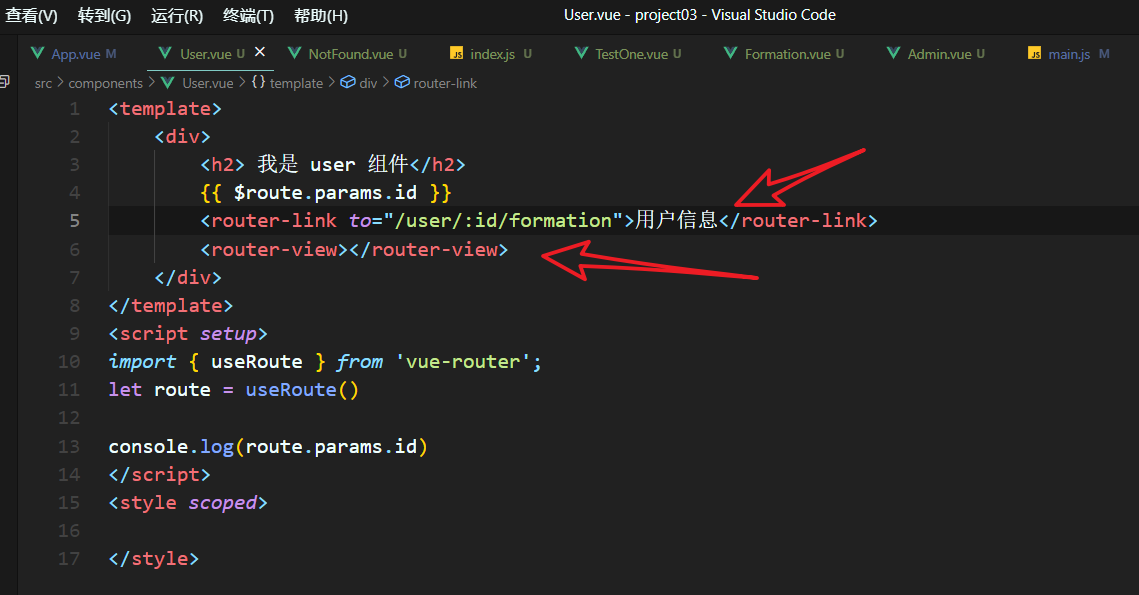 查看(V) 转到(G) 运行(R) 终端(T) 帮助(H) User.vue - project03 - Visual Studio Code
App.vue M User.vue U NotFound.vue U JS index.js U TestOne.vue U Formation.vue U Admin.vue U JS main.js M
src > components > User.vue > {} template > div > router-link
1 <template>
2 <div>
3 <h2> 我是 user 组件</h2>
4 {{ $route.params.id }}
5 <router-link to="/user/:id/formation">用户信息</router-link>
6 <router-view></router-view>
7 </div>
8 </template>
9 <script setup>
10 import { useRoute } from 'vue-router';
11 let route = useRoute()
12
13 console.log(route.params.id)
14 </script>
15 <style scoped>
16
17 </style>